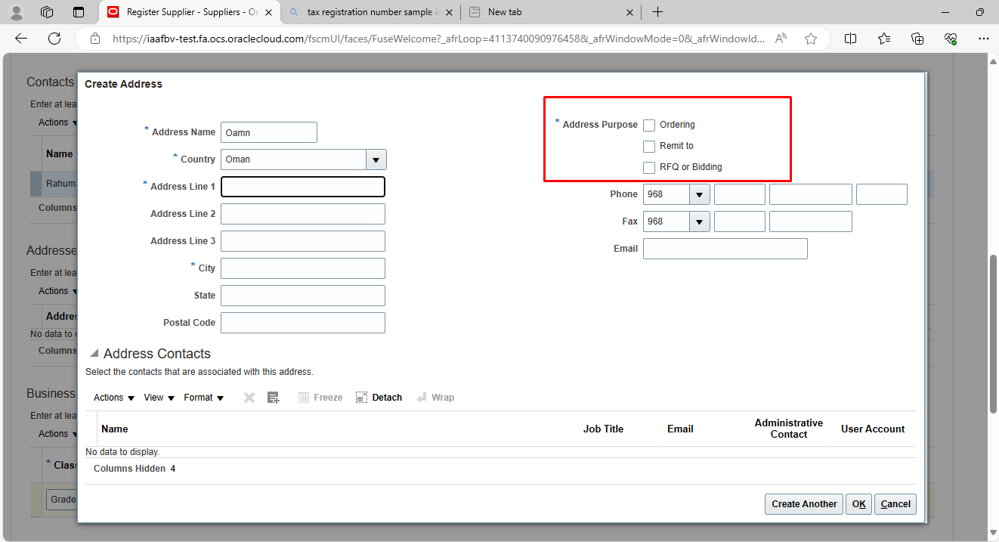 Register Supplier - Suppliers - Or
tax registration number sample i
New tab
https://iaafbv-test.fa.ocs.oraclecloud.com/fscmUI/faces/FuseWelcome?_afrLoop=4113740090976458&_afrWindowMode=0&_afrWindowId...
Contacts
Enter at lea
Actions
Name
Rahuma
Columns
Addresse
Enter at lea
Actions
Addres
No data to
Columns
Business
Enter at lea
Actions
* Class
Grade
Create Address
* Address Name Oamn
* Country Oman
* Address Line 1
Address Line 2
Address Line 3
* City
State
Postal Code
* Address Purpose Ordering
Remit to
RFQ or Bidding
Phone 968
Fax 968
Email
Address Contacts
Select the contacts that are associated with this address.
Actions View Format Freeze Detach Wrap
Name Job Title Email Administrative Contact User Account
No data to display.
Columns Hidden 4
Create Another OK Cancel